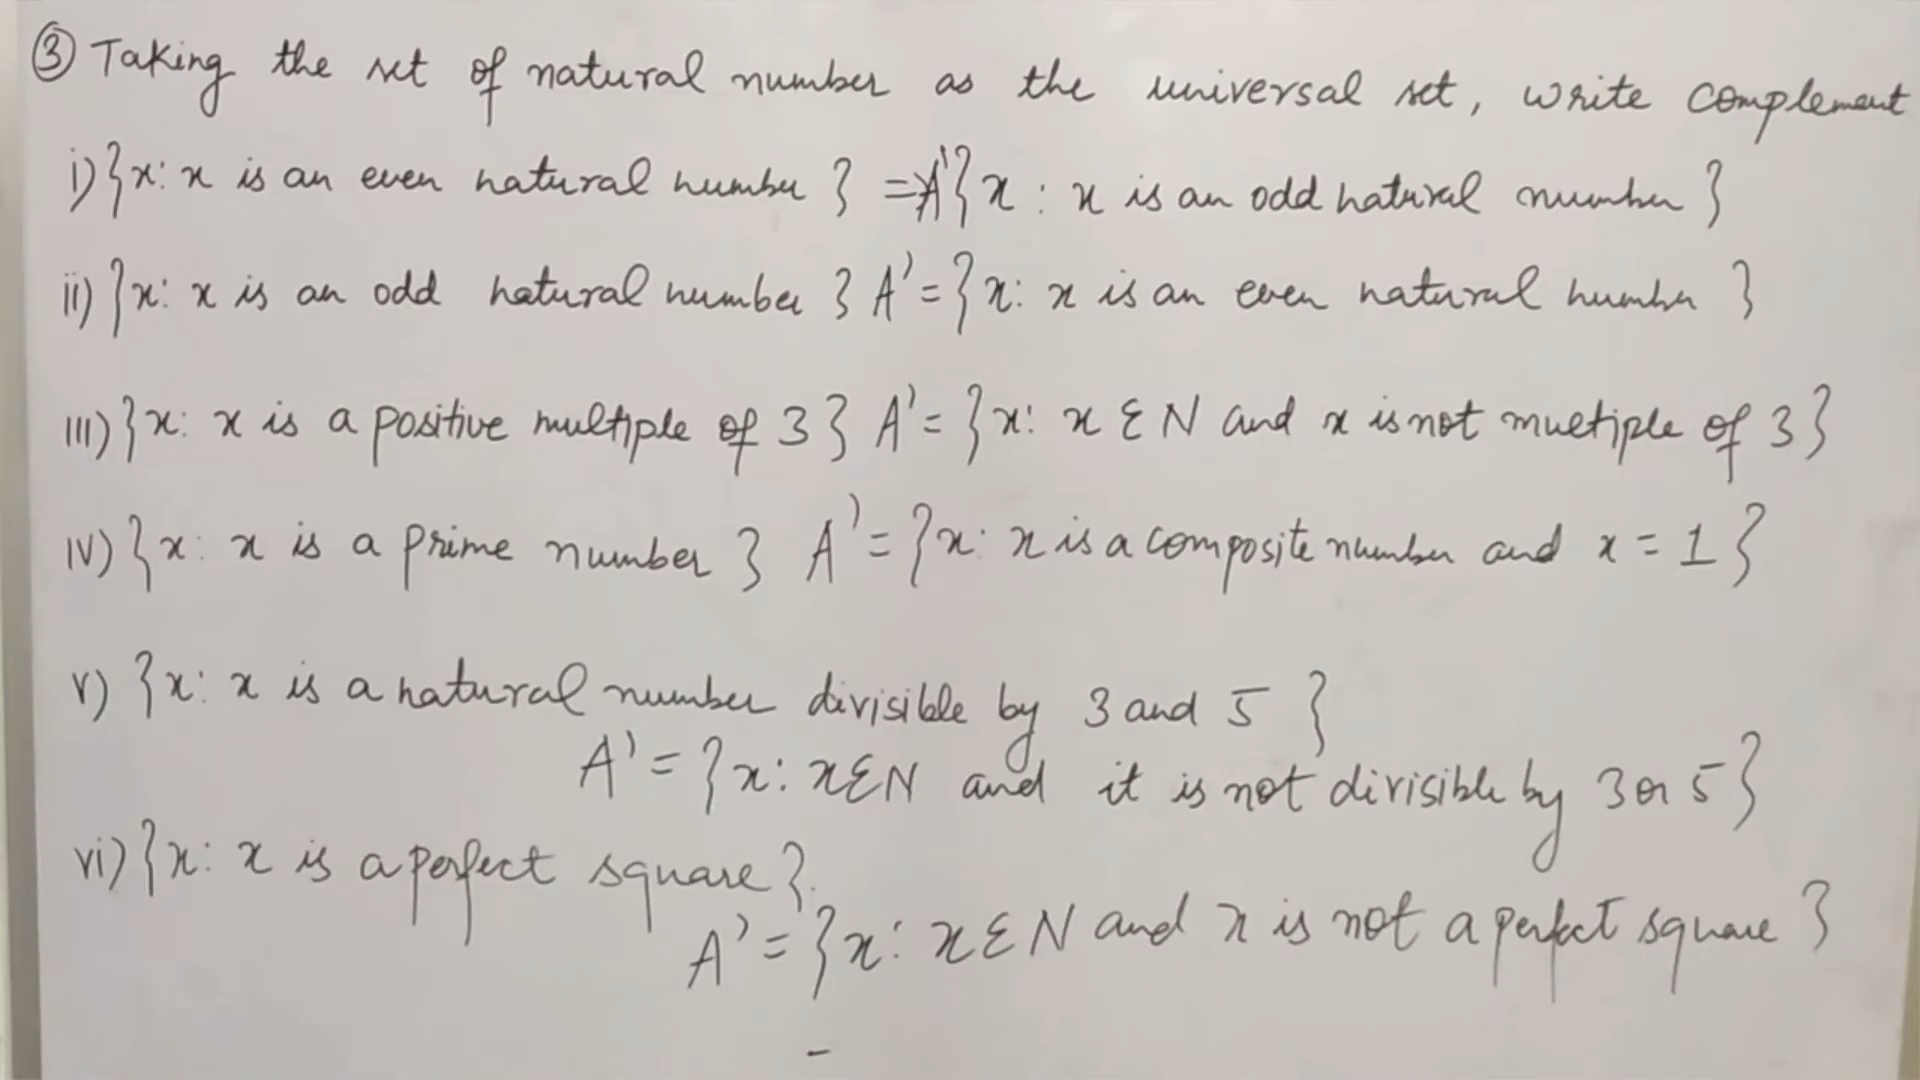 ③ Taking the set of natural number as the universal set, write complement
i) {x: x is an even natural number } = A'{x : x is an odd natural number }
ii) {x: x is an odd natural number } A' = {x: x is an even natural number }
III) {x: x is a positive multiple of 3} A' = {x: x ∈ N and x is not multiple of 3}
IV) {x: x is a prime number } A' = {x: x is a composite number and x = 1}
V) {x: x is a natural number divisible by 3 and 5 }
A' = {x: x∈N and it is not divisible by 3 or 5}
vi) {x: x is a perfect square}.
A' = {x: x∈N and x is not a perfect square }